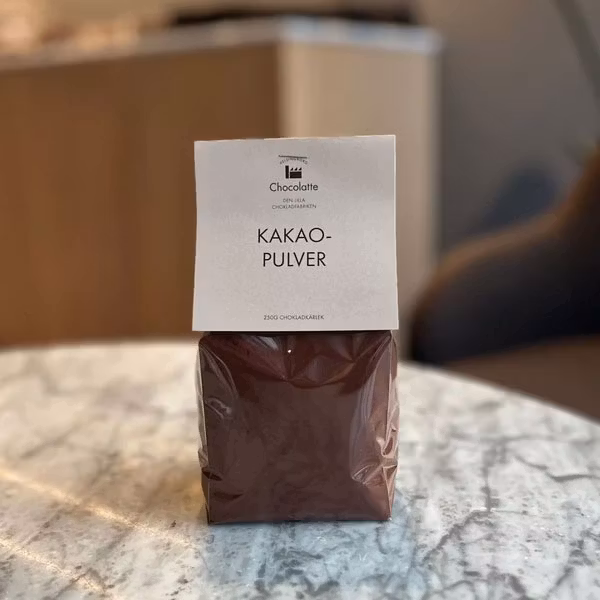 Chocolatte
DEN LILLA
CHOKLADFABRIKEN
KAKAO-
PULVER
250G CHOKLADKÄRLEK